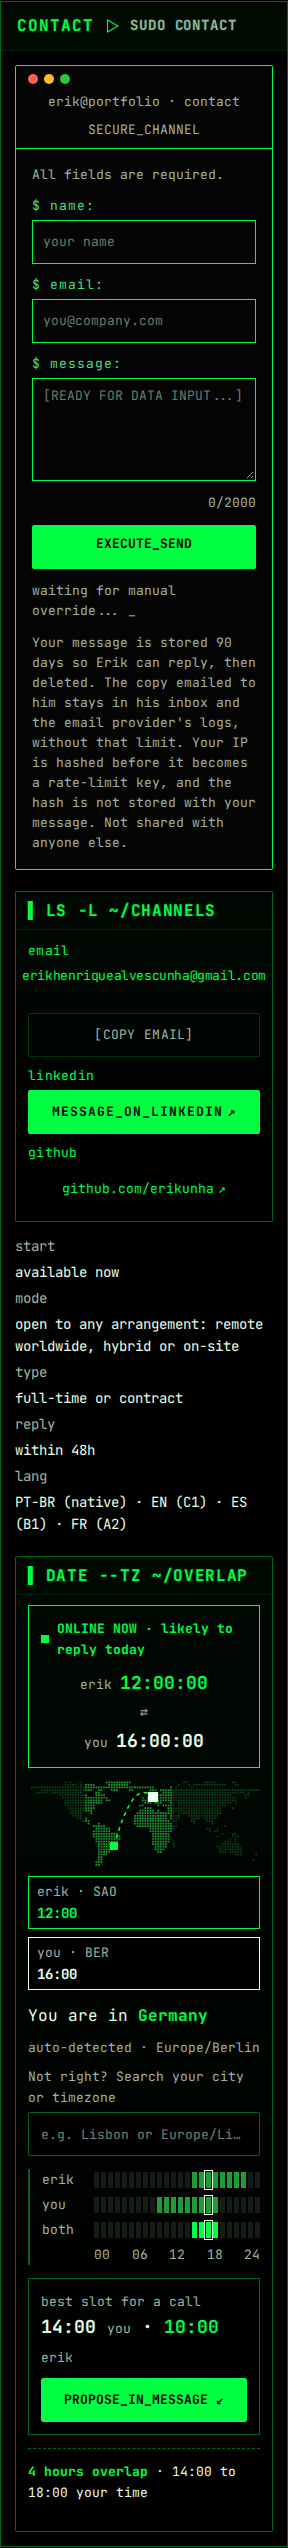 CONTACT ▷ SUDO CONTACT
erik@portfolio · contact
SECURE_CHANNEL
All fields are required.
$ name:
your name
$ email:
you@company.com
$ message:
[READY FOR DATA INPUT...]
0/2000
EXECUTE_SEND
waiting for manual
override... _
Your message is stored 90
days so Erik can reply, then
deleted. The copy emailed to
him stays in his inbox and
the email provider's logs,
without that limit. Your IP
is hashed before it becomes
a rate-limit key, and the
hash is not stored with your
message. Not shared with
anyone else.
LS -L ~/CHANNELS
email
erikhenriquealvescunha@gmail.com
[COPY EMAIL]
linkedin
MESSAGE_ON_LINKEDIN ↗
github
github.com/erikunha ↗
start
available now
mode
open to any arrangement: remote
worldwide, hybrid or on-site
type
full-time or contract
reply
within 48h
lang
PT-BR (native) · EN (C1) · ES
(B1) · FR (A2)
DATE --TZ ~/OVERLAP
ONLINE NOW · likely to
reply today
erik 12:00:00
⇄
you 16:00:00
erik · SAO
12:00
you · BER
16:00
You are in Germany
auto-detected · Europe/Berlin
Not right? Search your city
or timezone
e.g. Lisbon or Europe/Li…
erik
you
both
00 06 12 18 24
best slot for a call
14:00 you · 10:00
erik
PROPOSE_IN_MESSAGE ↙
4 hours overlap · 14:00 to
18:00 your time